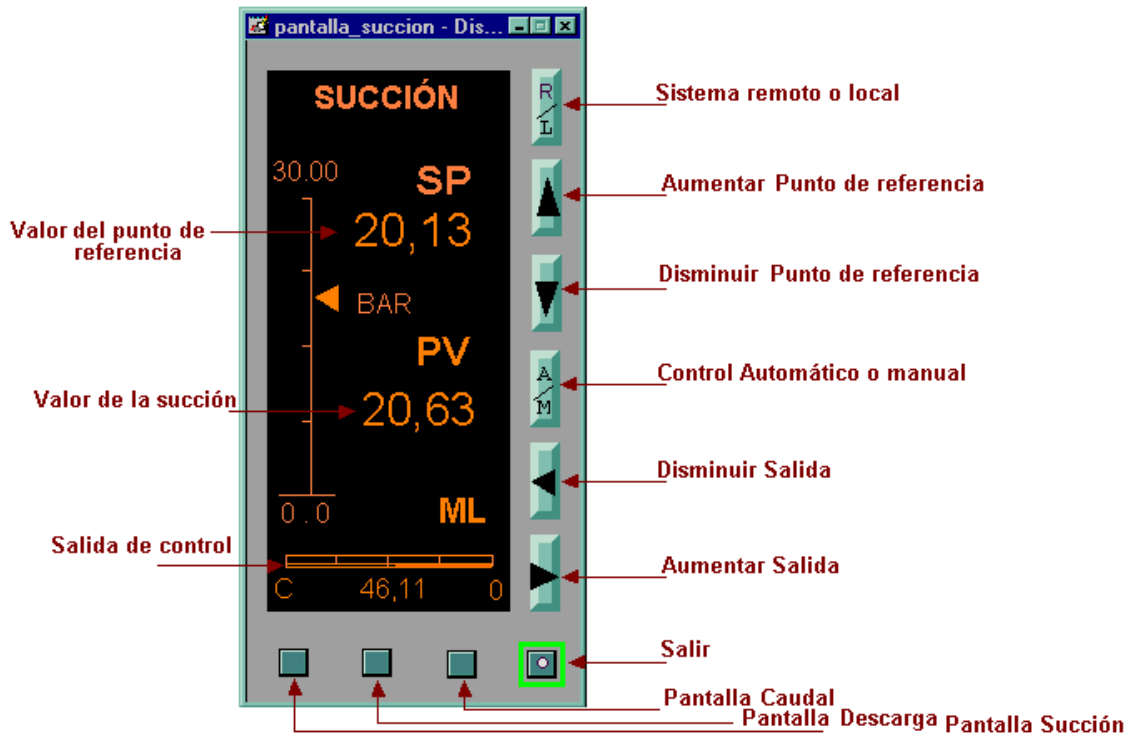 pantalla_succion - Dis...
SUCCIÓN
R/L
Sistema remoto o local
30.00
SP
Aumentar Punto de referencia
Valor del punto de
referencia
20,13
Disminuir Punto de referencia
BAR
PV
A/M
Control Automático o manual
Valor de la succión
20,63
Disminuir Salida
0.0
ML
Salida de control
Aumentar Salida
C
46,11
0
Salir
Pantalla Caudal
Pantalla Descarga
Pantalla Succión